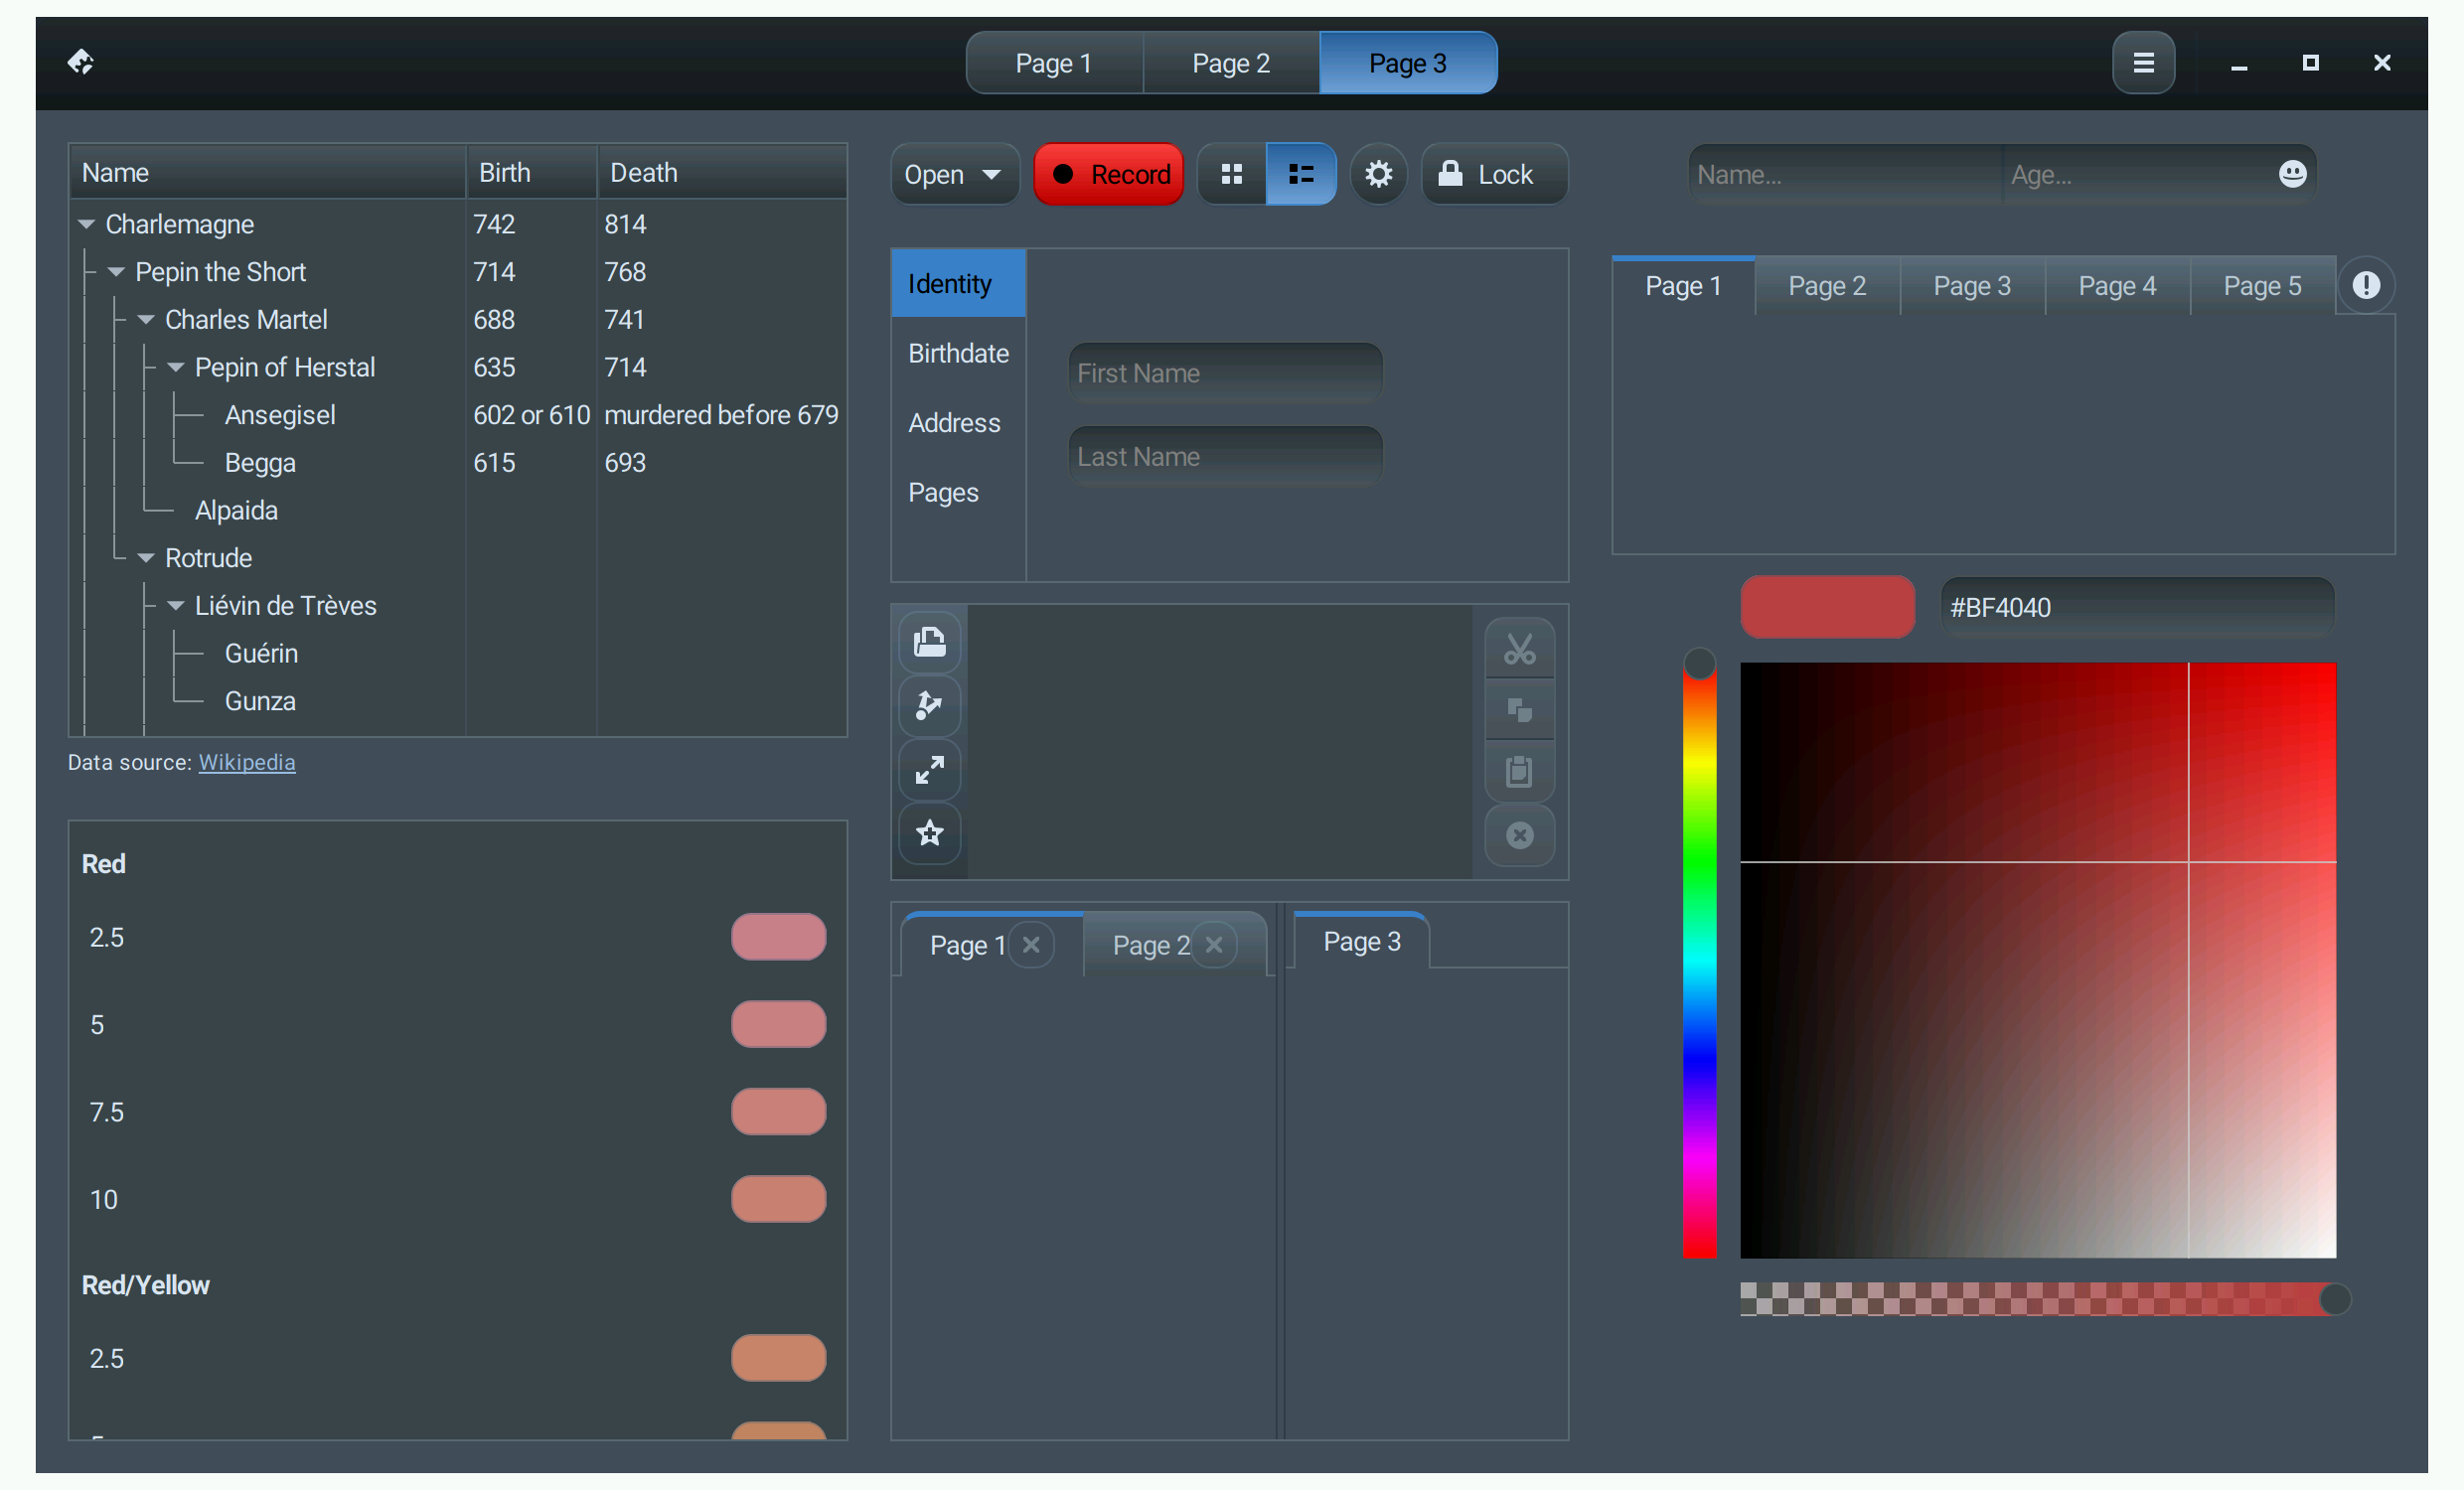 Page 1 Page 2 Page 3
Name Birth Death
Charlemagne 742 814
Pepin the Short 714 768
Charles Martel 688 741
Pepin of Herstal 635 714
Ansegisel 602 or 610 murdered before 679
Begga 615 693
Alpaida
Rotrude
Liévin de Trèves
Guérin
Gunza
Data source: Wikipedia
Red
2.5
5
7.5
10
Red/Yellow
2.5
Open Record Lock
Identity
Birthdate
Address
Pages
First Name
Last Name
Page 1 Page 2 Page 3
Name... Age...
Page 1 Page 2 Page 3 Page 4 Page 5
#BF4040